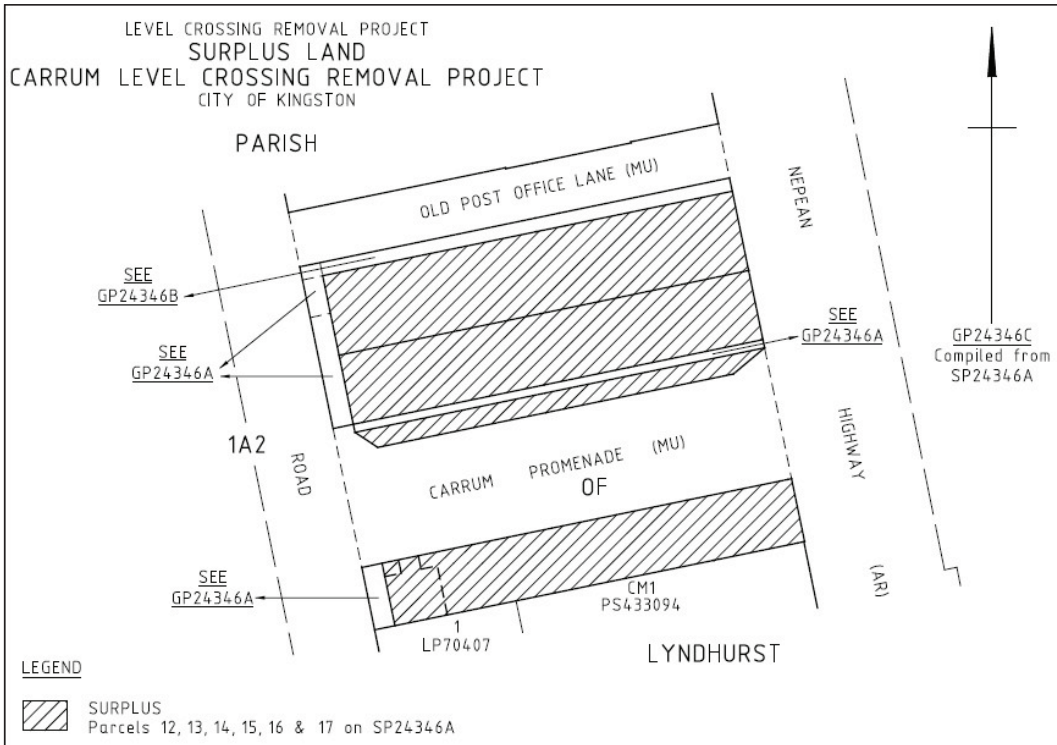 LEVEL CROSSING REMOVAL PROJECT
SURPLUS LAND
CARRUM LEVEL CROSSING REMOVAL PROJECT
CITY OF KINGSTON
PARISH
OLD POST OFFICE LANE (MU)
NEPEAN
SEE
GP24346B
SEE
GP24346A
SEE
GP24346A
GP24346C
Compiled from
SP24346A
1A2
ROAD
CARRUM PROMENADE (MU)
OF
HIGHWAY
(AR)
SEE
GP24346A
CM1
PS433094
1
LP70407
LYNDHURST
LEGEND
SURPLUS
Parcels 12, 13, 14, 15, 16 & 17 on SP24346A